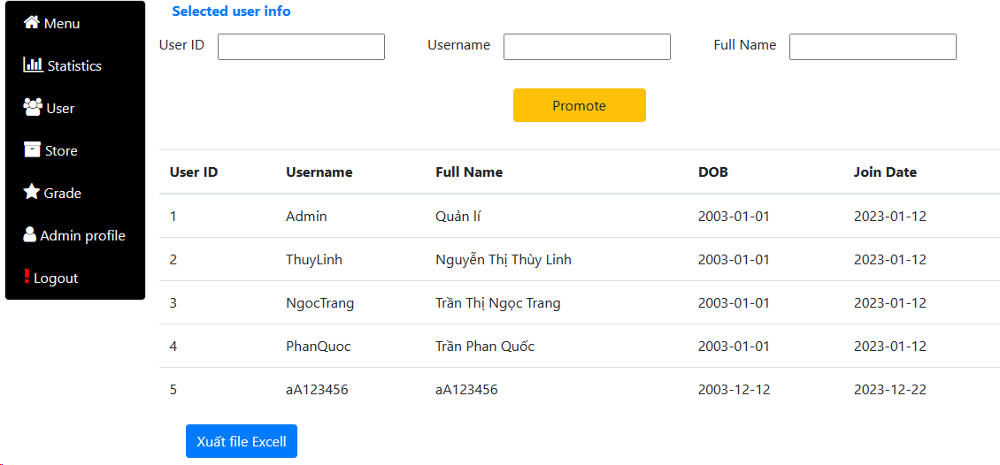 Menu
Statistics
User
Store
Grade
Admin profile
Logout
Selected user info
User ID Username Full Name
Promote
User ID Username Full Name DOB Join Date
1 Admin Quản lí 2003-01-01 2023-01-12
2 ThuyLinh Nguyễn Thị Thùy Linh 2003-01-01 2023-01-12
3 NgocTrang Trần Thị Ngọc Trang 2003-01-01 2023-01-12
4 PhanQuoc Trần Phan Quốc 2003-01-01 2023-01-12
5 aA123456 aA123456 2003-12-12 2023-12-22
Xuất file Excell